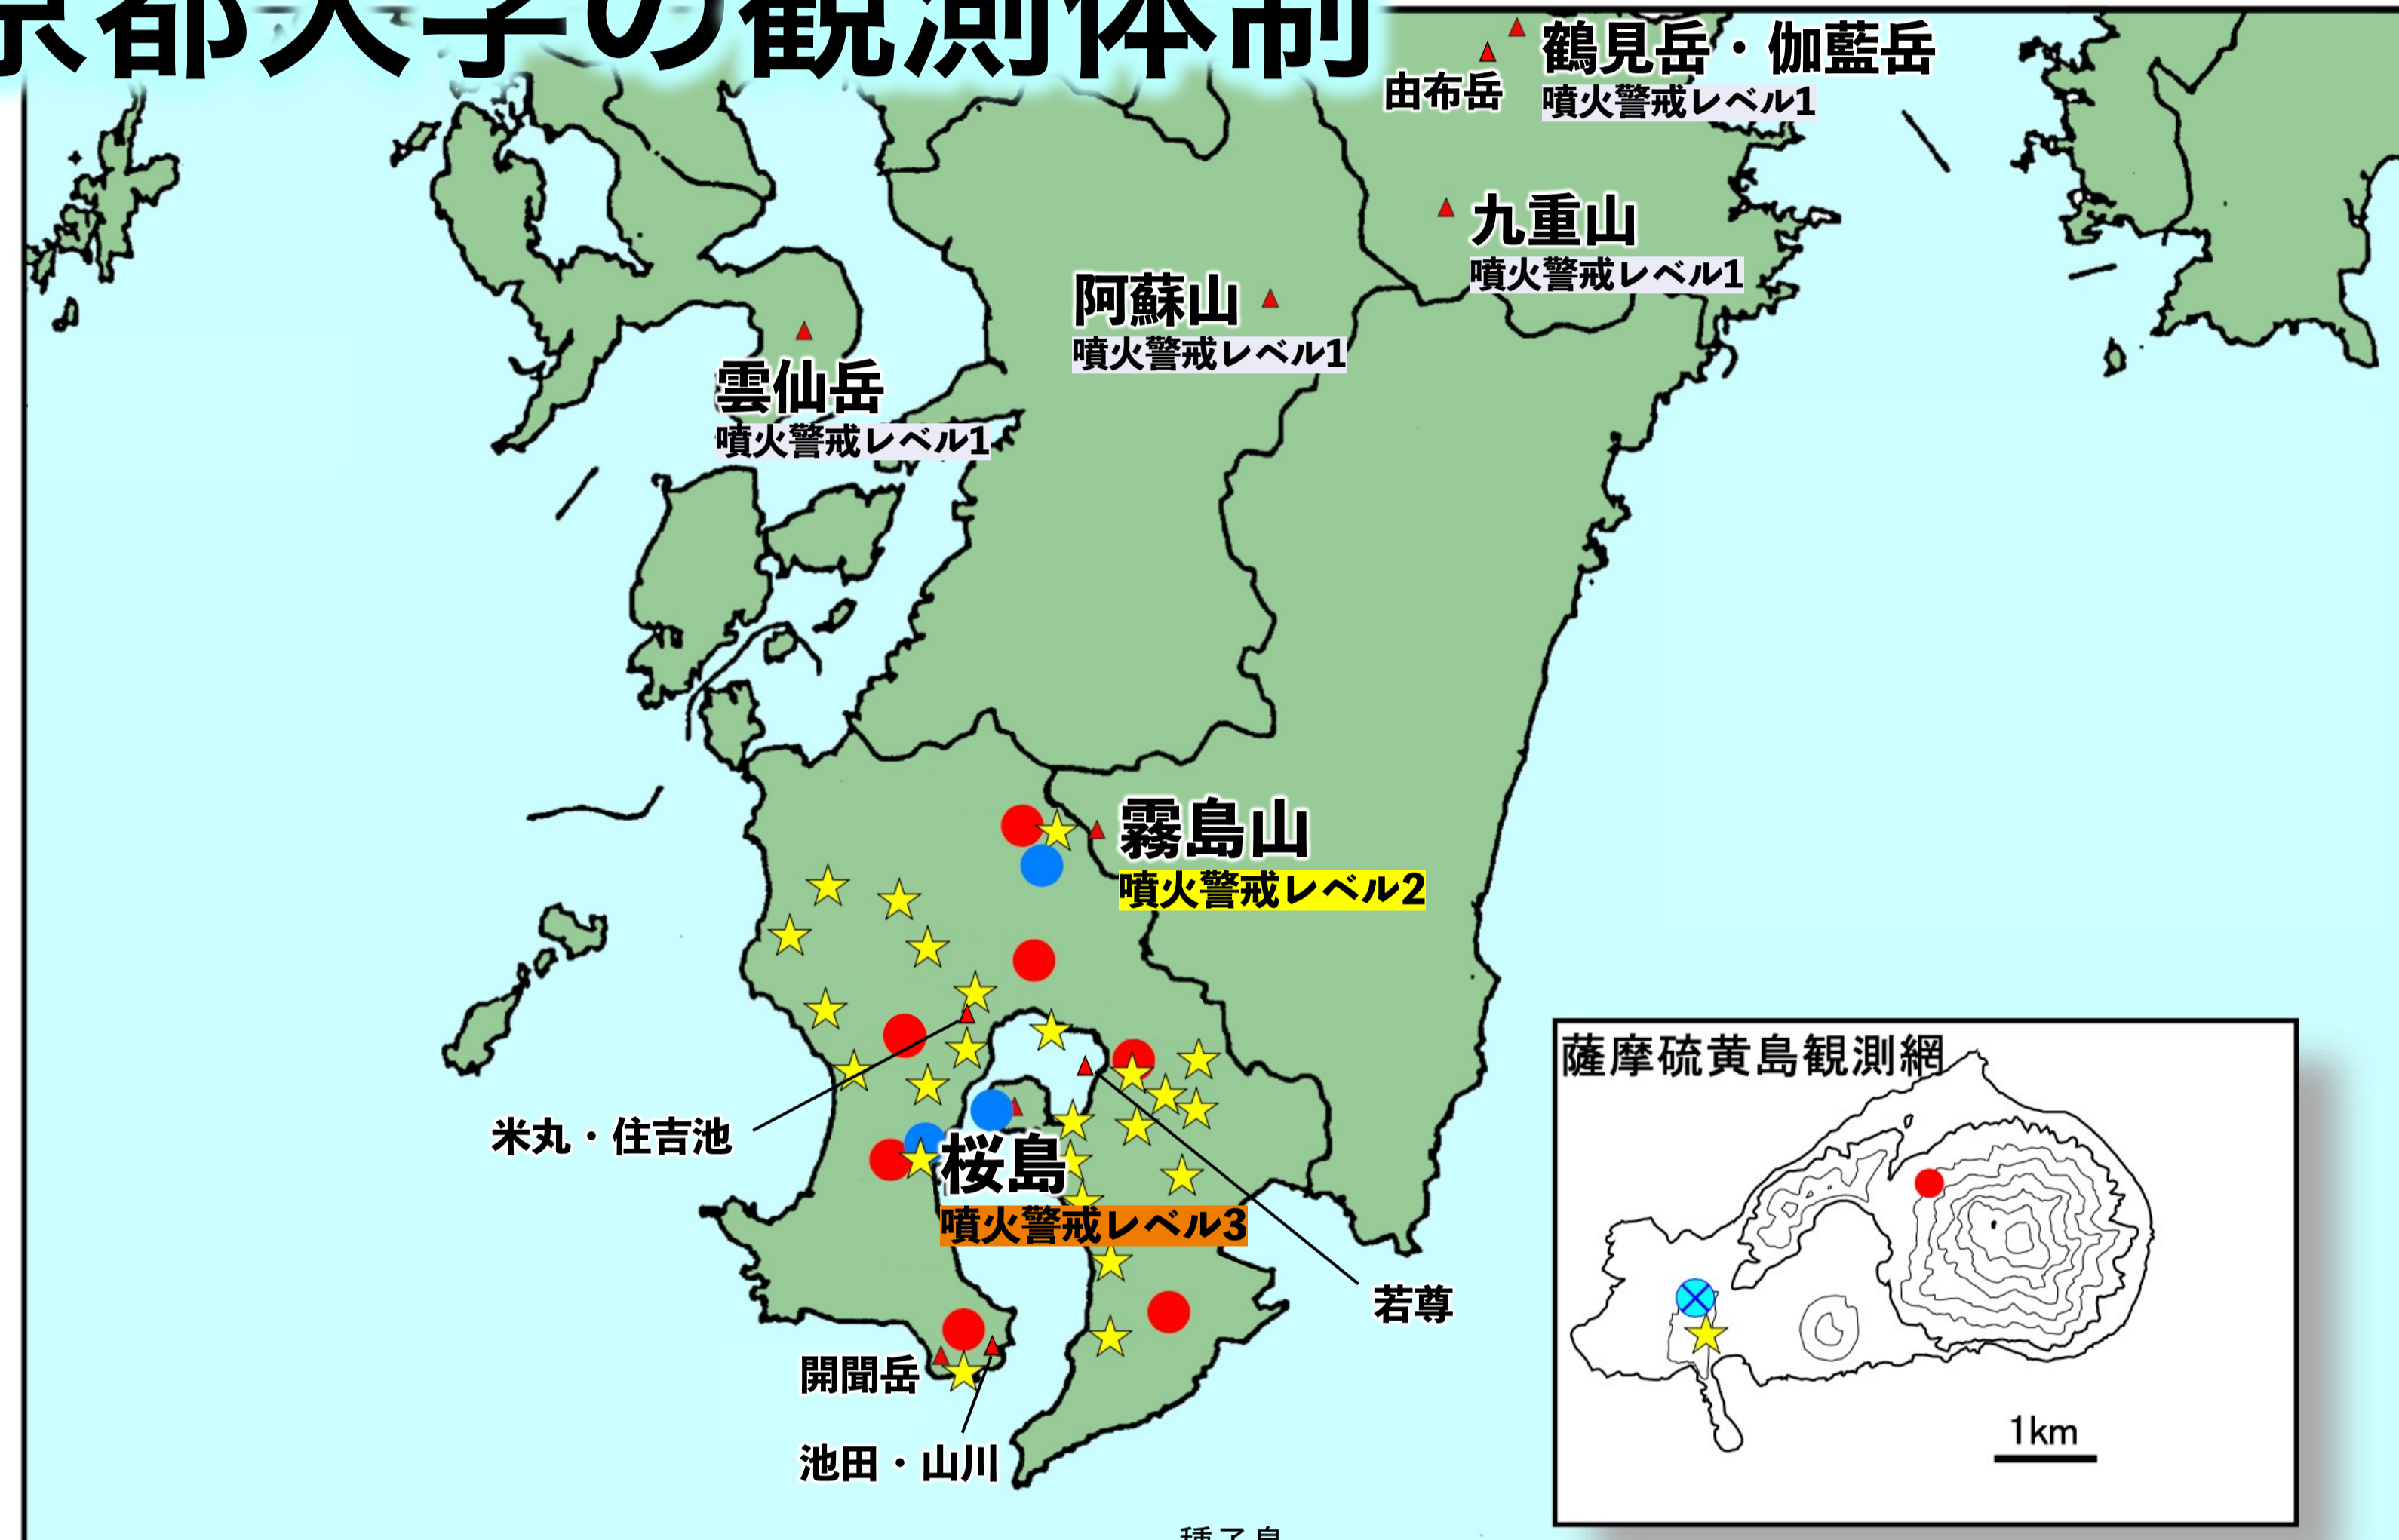 京都大学の観測体制
鶴見岳・伽藍岳
噴火警戒レベル1
由布岳
九重山
噴火警戒レベル1
阿蘇山
噴火警戒レベル1
雲仙岳
噴火警戒レベル1
霧島山
噴火警戒レベル2
米丸・住吉池
桜島
噴火警戒レベル3
若尊
開聞岳
池田・山川
薩摩硫黄島観測網
1km
種子島